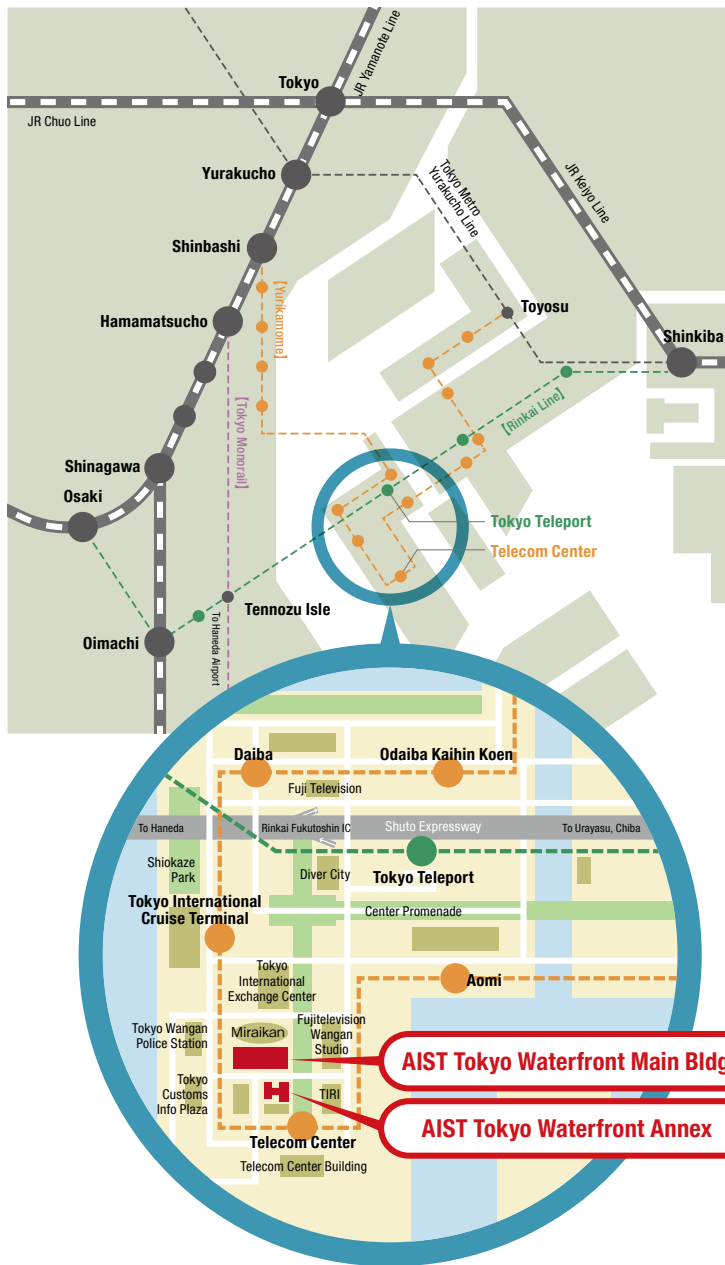 JR Yamanote Line
Tokyo
JR Chuo Line
Yurakucho
Tokyo Metro
Yurakucho Line
JR Keiyo Line
Shinbashi
【Yurikamome】
Hamamatsucho
Toyosu
Shinkiba
【Tokyo Monorail】
【Rinkai Line】
Shinagawa
Osaki
Tokyo Teleport
Telecom Center
Tennozu Isle
Oimachi
To Haneda Airport
Daiba
Odaiba Kaihin Koen
Fuji Television
To Haneda
Rinkai Fukutoshin IC
Shuto Expressway
To Urayasu, Chiba
Shiokaze
Park
Diver City
Tokyo Teleport
Tokyo International
Cruise Terminal
Center Promenade
Tokyo
International
Exchange Center
Aomi
Tokyo Wangan
Police Station
Miraikan
Fujitelevision
Wangan
Studio
AIST Tokyo Waterfront Main Bldg
Tokyo
Customs
Info Plaza
TIRI
AIST Tokyo Waterfront Annex
Telecom Center
Telecom Center Building